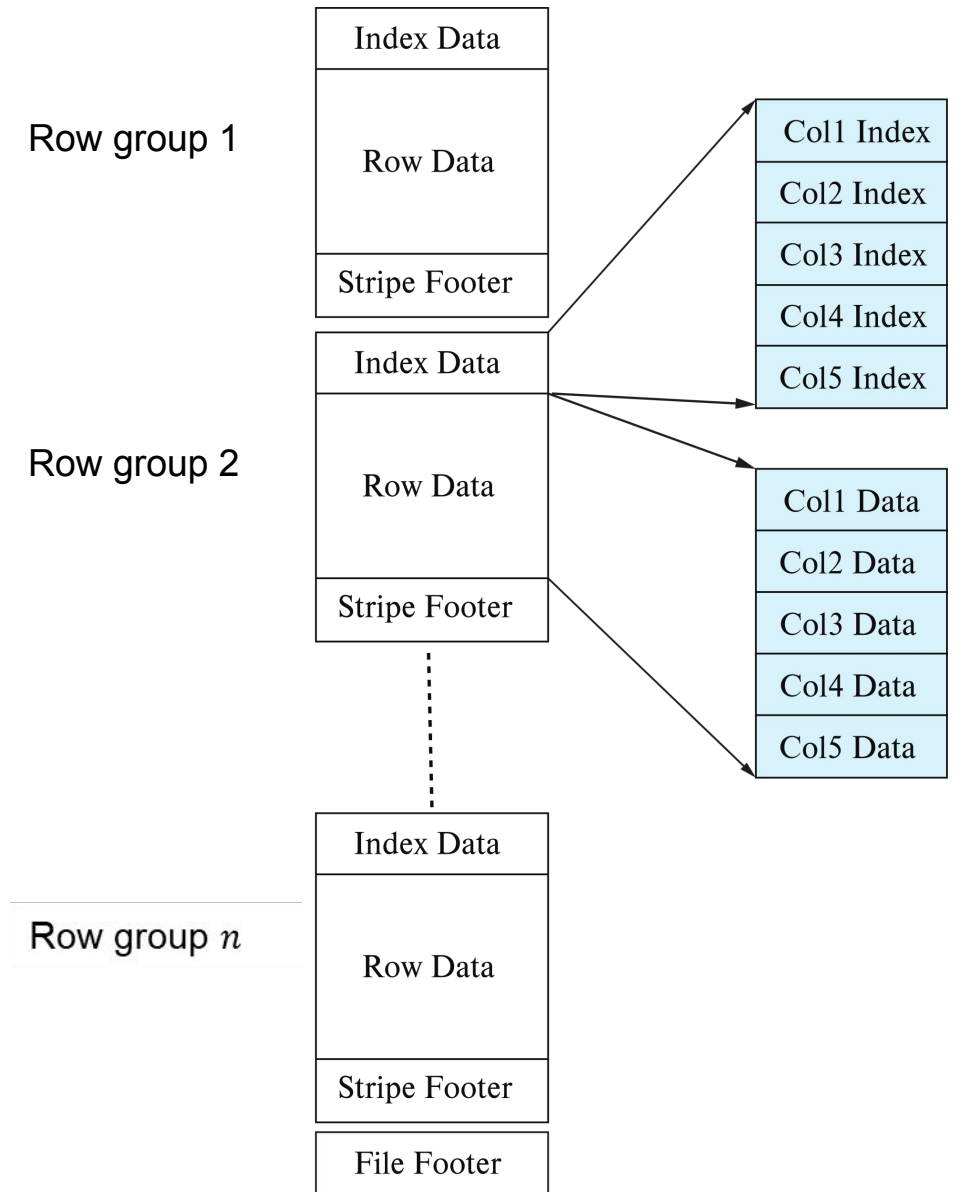 Row group 1
Index Data
Row Data
Stripe Footer
Row group 2
Index Data
Row Data
Stripe Footer
Col1 Index
Col2 Index
Col3 Index
Col4 Index
Col5 Index
Col1 Data
Col2 Data
Col3 Data
Col4 Data
Col5 Data
Row group n
Index Data
Row Data
Stripe Footer
File Footer